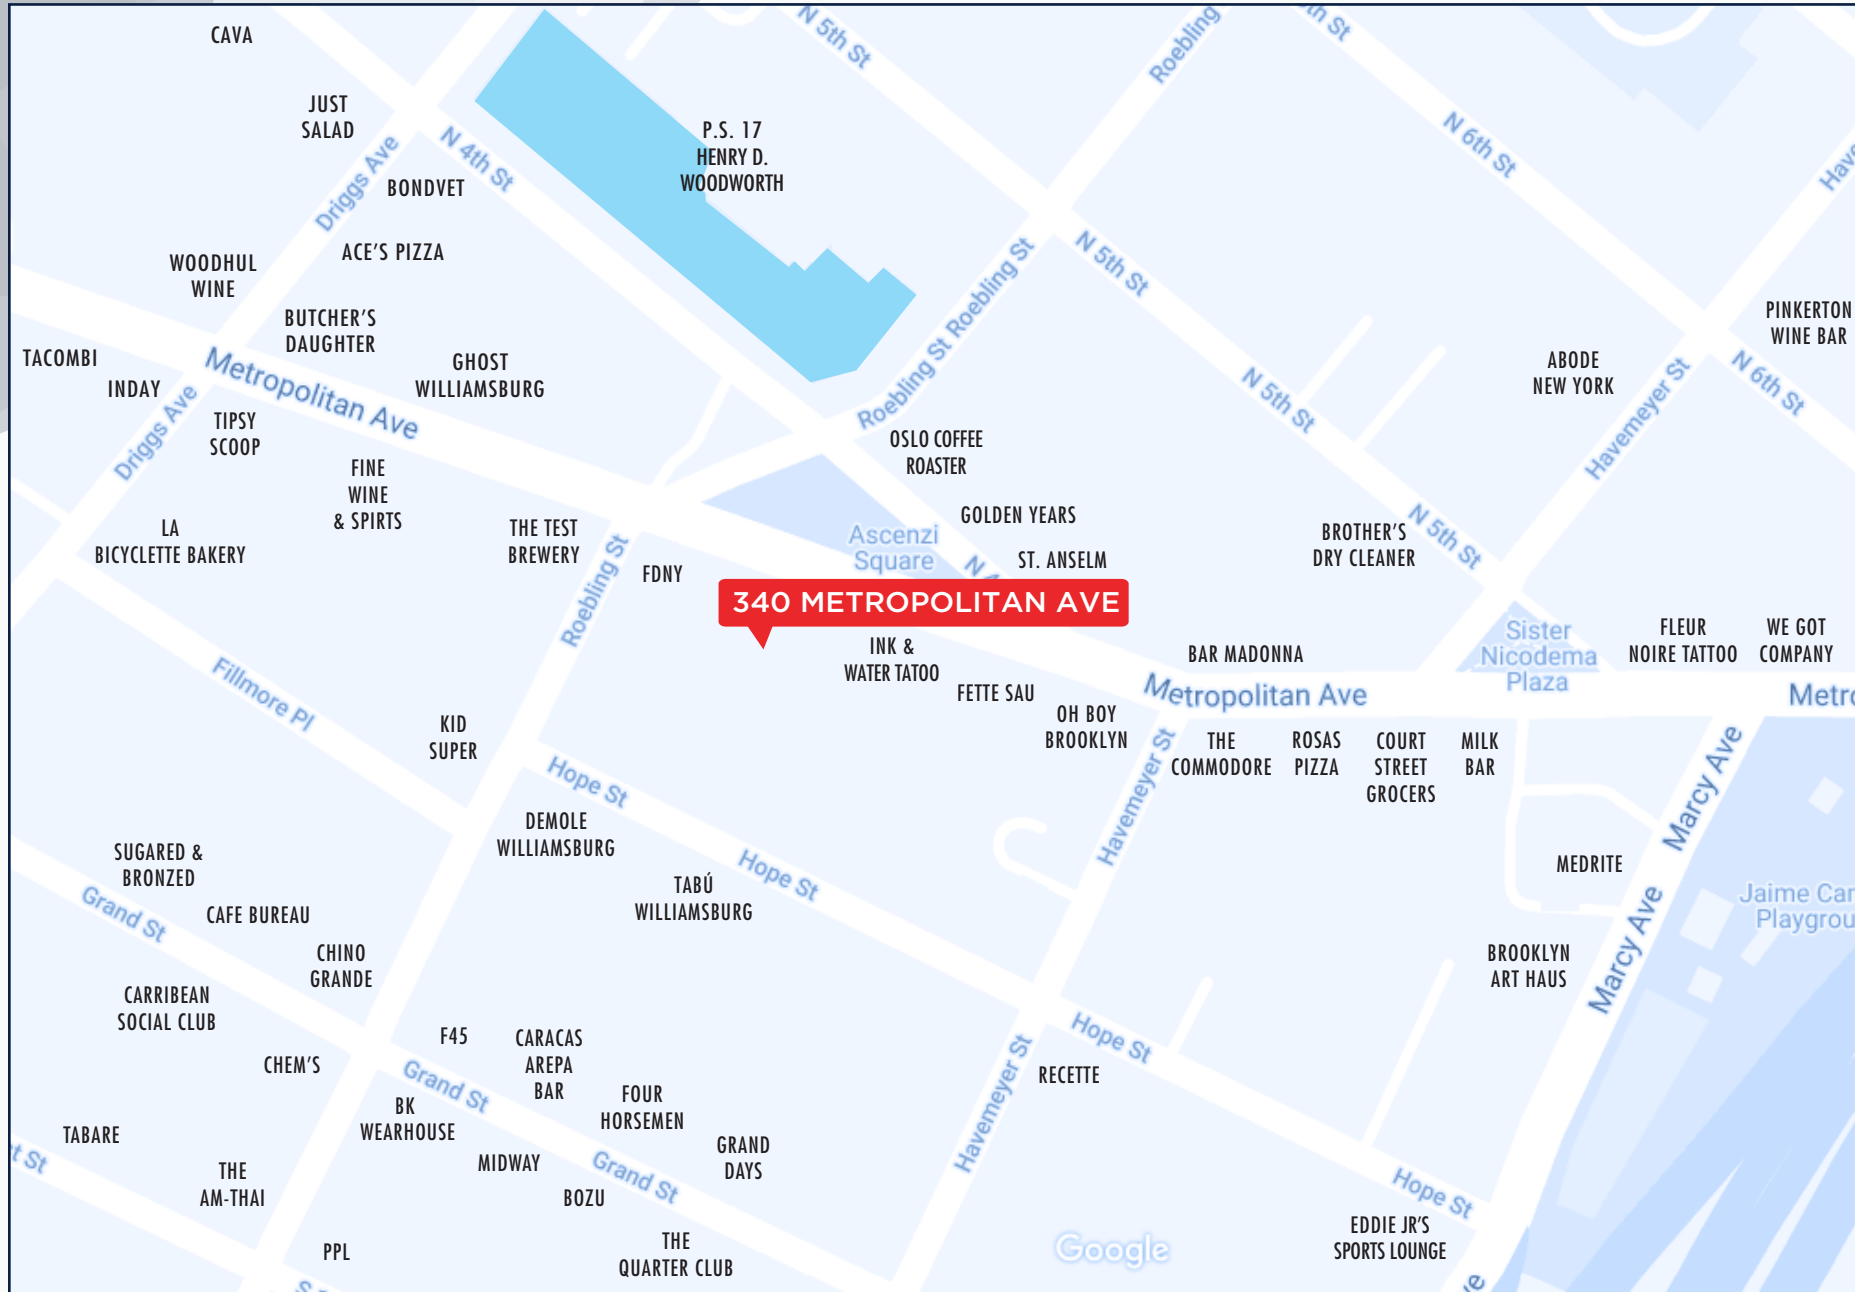 CAVA
N 5th St
Roebling
th St
JUST
SALAD
N 4th St
P.S. 17
HENRY D.
WOODWORTH
N 6th St
Driggs Ave
BONDVET
Have
ACE'S PIZZA
WOODHUL
WINE
N 5th St
Roebling St
Roebling St
BUTCHER'S
DAUGHTER
PINKERTON
WINE BAR
TACOMBI
INDAY
Metropolitan Ave
GHOST
WILLIAMSBURG
N 5th St
ABODE
NEW YORK
N 6th St
Havemeyer St
Driggs Ave
TIPSY
SCOOP
OSLO COFFEE
ROASTER
FINE
WINE
& SPIRTS
LA
BICYCLETTE BAKERY
THE TEST
BREWERY
GOLDEN YEARS
Ascenzi
Square
N 4
ST. ANSELM
BROTHER'S
DRY CLEANER
N 5th St
FDNY
Roebling St
340 METROPOLITAN AVE
INK &
WATER TATOO
BAR MADONNA
Sister
Nicodema
Plaza
FLEUR
NOIRE TATTOO
WE GOT
COMPANY
Fillmore Pl
FETTE SAU
Metropolitan Ave
Metro
KID
SUPER
OH BOY
BROOKLYN
THE
COMMODORE
ROSAS
PIZZA
COURT
STREET
GROCERS
MILK
BAR
Hope St
Havemeyer St
Marcy Ave
DEMOLE
WILLIAMSBURG
SUGARED &
BRONZED
Hope St
MEDRITE
TABÚ
WILLIAMSBURG
Grand St
CAFE BUREAU
Jaime Cam
Playgrou
CHINO
GRANDE
BROOKLYN
ART HAUS
Marcy Ave
CARRIBEAN
SOCIAL CLUB
F45
CARACAS
AREPA
BAR
Hope St
CHEM'S
Grand St
RECETTE
Havemeyer St
BK
WEARHOUSE
FOUR
HORSEMEN
TABARE
t St
MIDWAY
GRAND
DAYS
THE
AM-THAI
Grand St
BOZU
Hope St
PPL
THE
QUARTER CLUB
Google
EDDIE JR'S
SPORTS LOUNGE